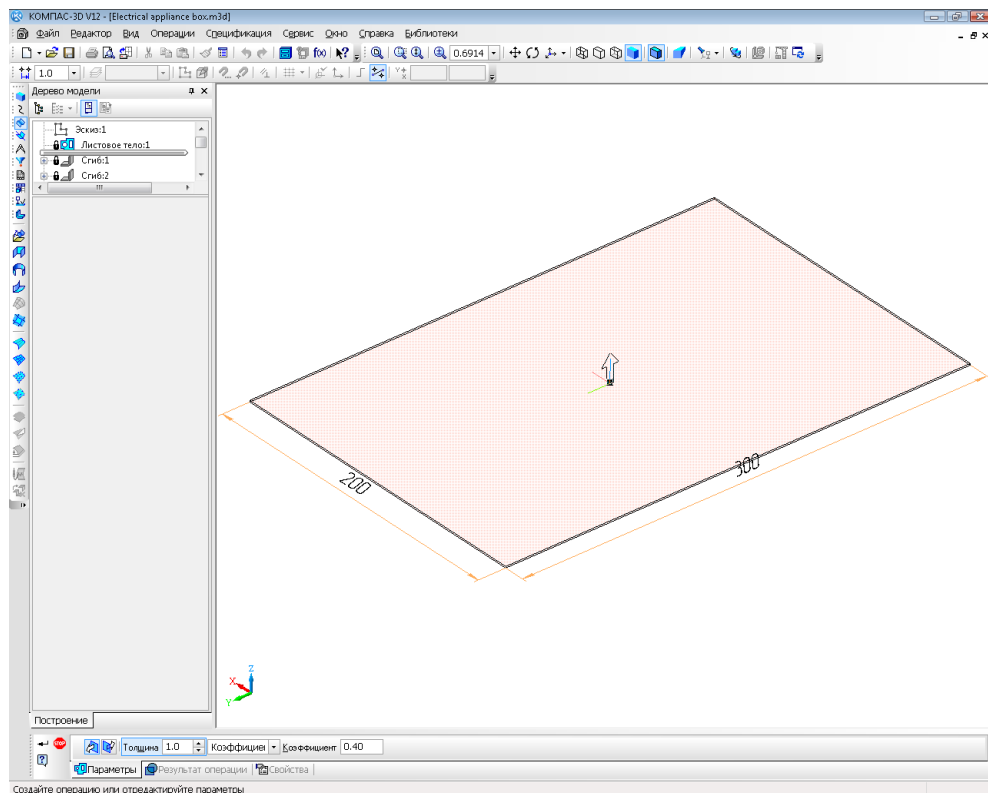 КОМПАС-3D V12 - [Electrical appliance box.m3d]
Файл Редактор Вид Операции Спецификация Сервис Окно Справка Библиотеки
0.6914
1.0
Дерево модели
Эскиз:1
Листовое тело:1
Сгиб:1
Сгиб:2
200
300
Z
X
Y
Построение
STOP
Толщина 1.0 Коэффициен Коэффициент 0.40
Параметры Результат операции Свойства
Создайте операцию или отредактируйте параметры